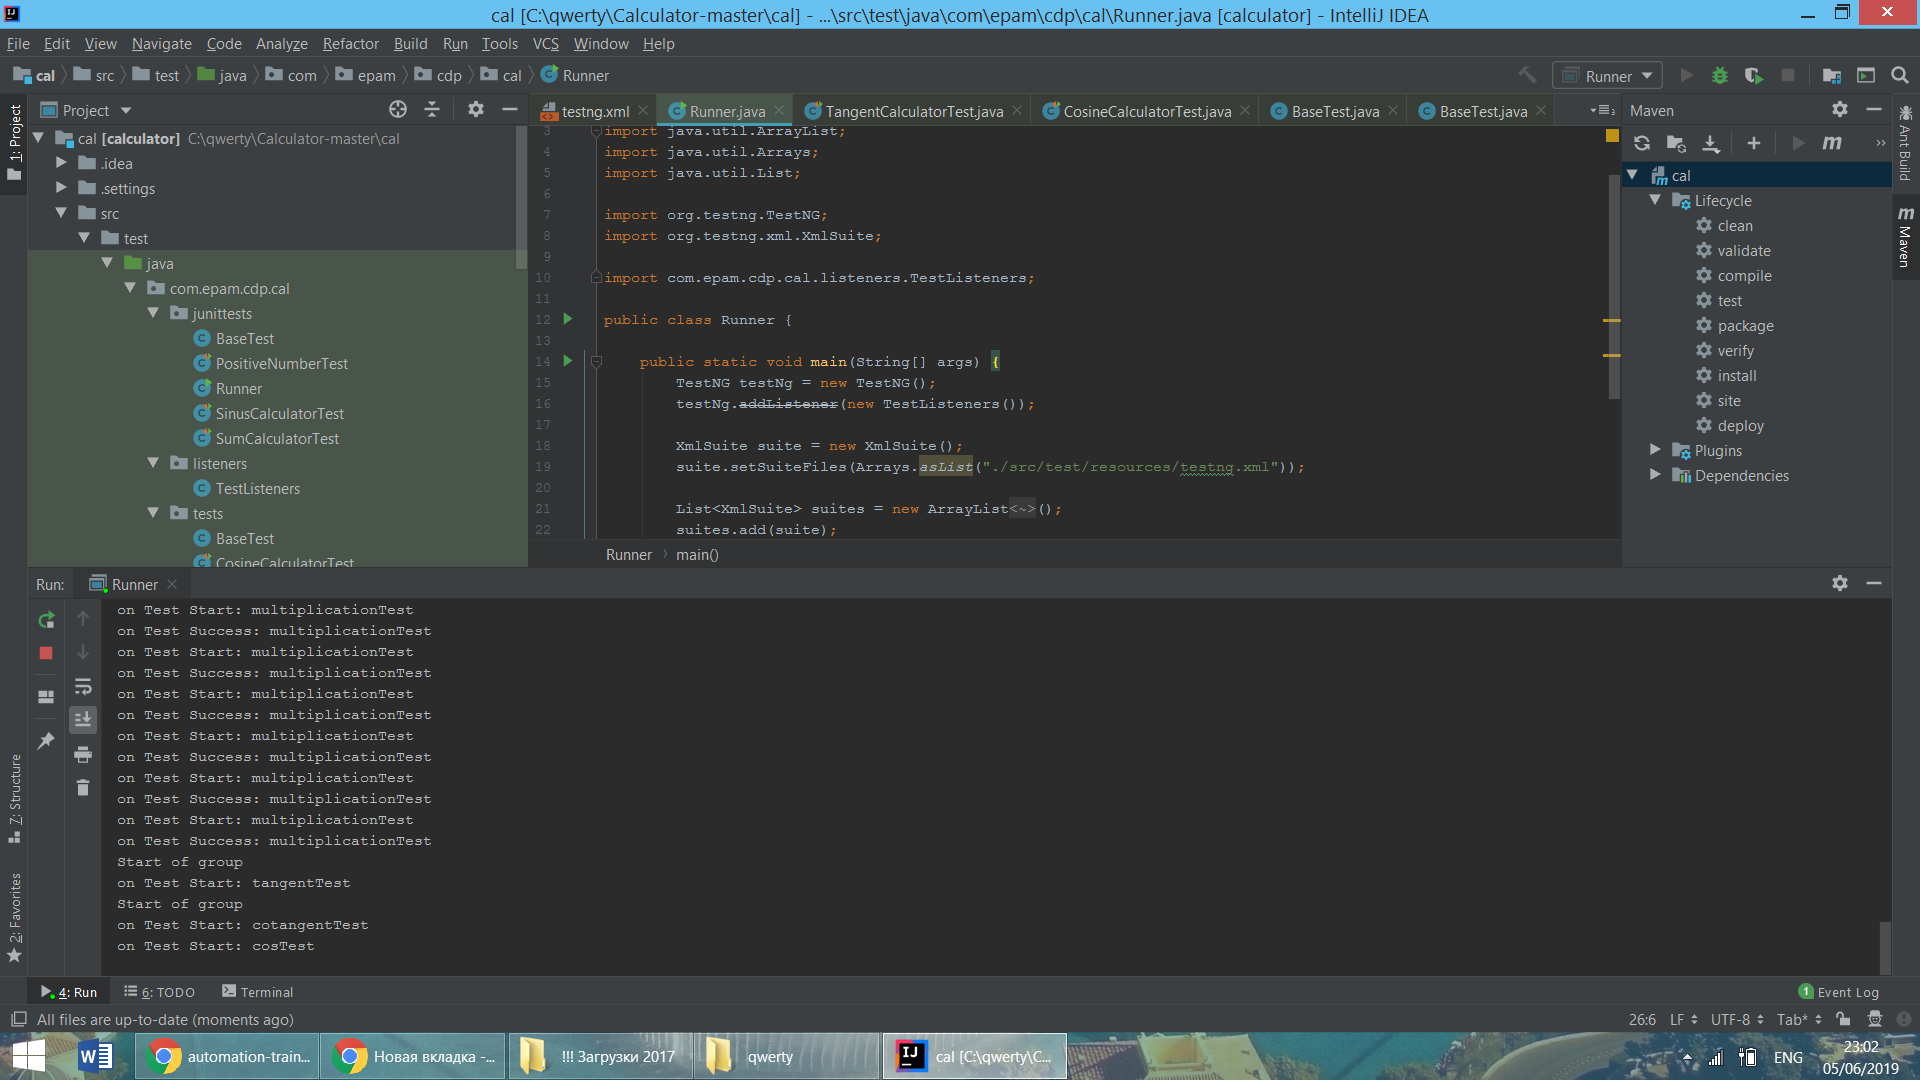 cal [C:\qwerty\Calculator-master\cal] - ...\src\test\java\com\epam\cdp\cal\Runner.java [calculator] - IntelliJ IDEA
File Edit View Navigate Code Analyze Refactor Build Run Tools VCS Window Help
cal src test java com epam cdp cal Runner
Runner
1: Project
Project
cal [calculator] C:\qwerty\Calculator-master\cal
.idea
.settings
src
test
java
com.epam.cdp.cal
junittests
BaseTest
PositiveNumberTest
Runner
SinusCalculatorTest
SumCalculatorTest
listeners
TestListeners
tests
BaseTest
CosineCalculatorTest
testng.xml Runner.java TangentCalculatorTest.java CosineCalculatorTest.java BaseTest.java BaseTest.java
3 import java.util.ArrayList;
4 import java.util.Arrays;
5 import java.util.List;
6
7 import org.testng.TestNG;
8 import org.testng.xml.XmlSuite;
9
10 import com.epam.cdp.cal.listeners.TestListeners;
11
12 public class Runner {
13
14 public static void main(String[] args) {
15 TestNG testNg = new TestNG();
16 testNg.addListener(new TestListeners());
17
18 XmlSuite suite = new XmlSuite();
19 suite.setSuiteFiles(Arrays.asList("./src/test/resources/testng.xml"));
20
21 List<XmlSuite> suites = new ArrayList<~>();
22 suites.add(suite);
Runner main()
Maven
m
cal
Lifecycle
clean
validate
compile
test
package
verify
install
site
deploy
Plugins
Dependencies
Ant Build
m Maven
Run: Runner
on Test Start: multiplicationTest
on Test Success: multiplicationTest
on Test Start: multiplicationTest
on Test Success: multiplicationTest
on Test Start: multiplicationTest
on Test Success: multiplicationTest
on Test Start: multiplicationTest
on Test Success: multiplicationTest
on Test Start: multiplicationTest
on Test Success: multiplicationTest
on Test Start: multiplicationTest
on Test Success: multiplicationTest
Start of group
on Test Start: tangentTest
Start of group
on Test Start: cotangentTest
on Test Start: cosTest
Z: Structure
2: Favorites
4: Run 6: TODO Terminal
1 Event Log
All files are up-to-date (moments ago)
26:6 LF UTF-8 Tab*
automation-train... Новая вкладка -... !!! Загрузки 2017 qwerty cal [C:\qwerty\C...
ENG
23:02
05/06/2019